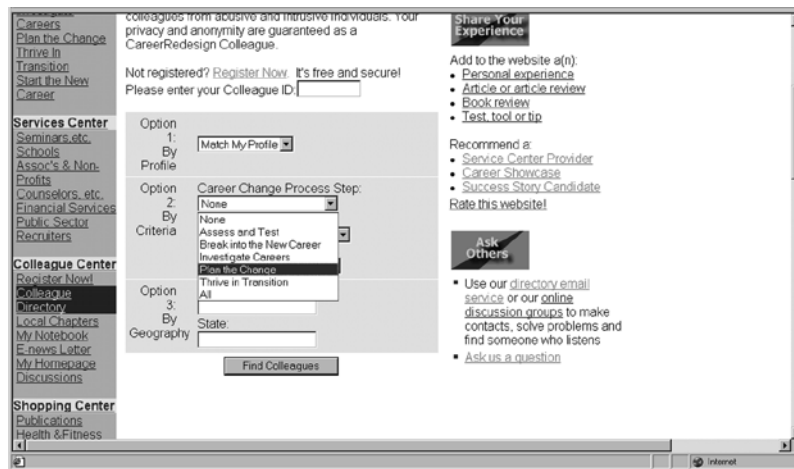 Careers
Plan the Change
Thrive In
Transition
Start the New
Career
Services Center
Seminars,etc.
Schools
Assoc's & Non-
Profits
Counselors, etc.
Financial Services
Public Sector
Recruiters
Colleague Center
Register Now!
Colleague
Directory
Local Chapters
My Notebook
E-news Letter
My Homepage
Discussions
Shopping Center
Publications
Health & Fitness
colleagues from abusive and intrusive individuals. Your
privacy and anonymity are guaranteed as a
CareerRedesign Colleague.
Not registered? Register Now. It's free and secure!
Please enter your Colleague ID:
Option
1:
By
Profile
Match My Profile
Option
2:
By
Criteria
Career Change Process Step:
None
None
Assess and Test
Break into the New Career
Investigate Careers
Plan the Change
Thrive in Transition
All
Option
3:
By
Geography
State:
Find Colleagues
Share Your
Experience
Add to the website a(n):
• Personal experience
• Article or article review
• Book review
• Test, tool or tip
Recommend a:
• Service Center Provider
• Career Showcase
• Success Story Candidate
Rate this website!
Ask
Others
▪ Use our directory email
service or our online
discussion groups to make
contacts, solve problems and
find someone who listens
▪ Ask us a question
Internet